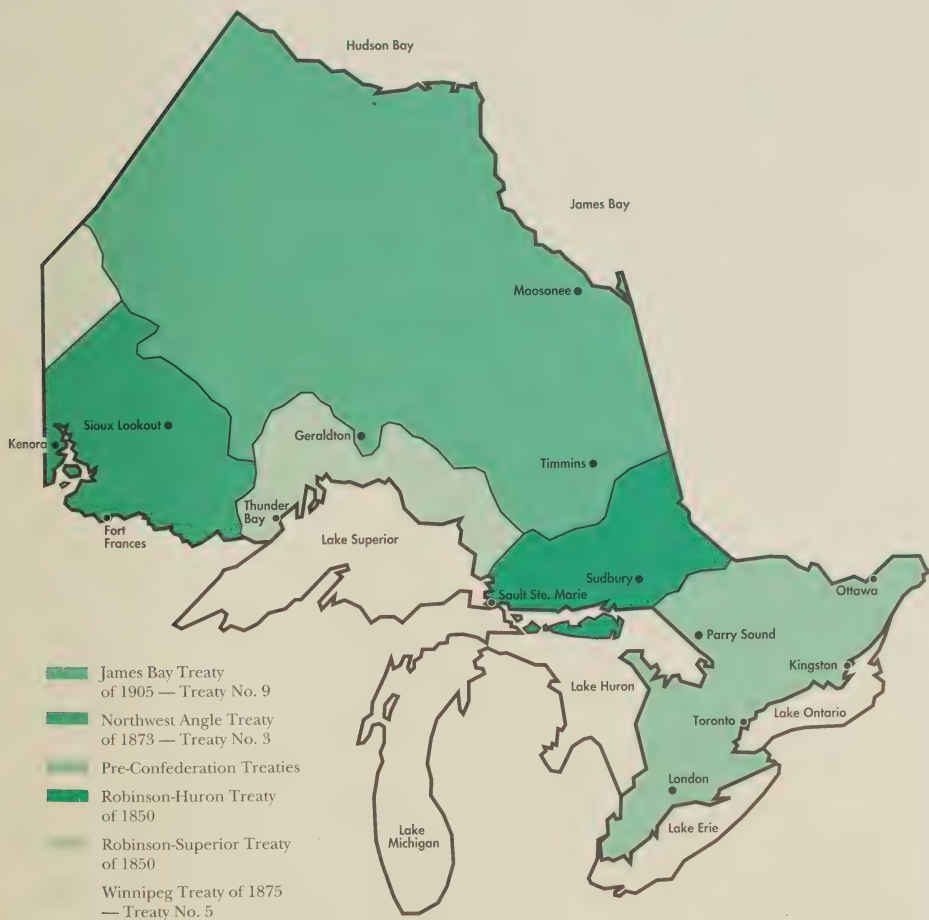 Hudson Bay
James Bay
Moosonee
Sioux Lookout
Kenora
Geraldton
Timmins
Thunder
Bay
Fort
Frances
Lake Superior
Sudbury
Sault Ste. Marie
Ottawa
Parry Sound
Kingston
Lake Huron
Lake Ontario
Toronto
London
Lake Erie
Lake
Michigan
James Bay Treaty
of 1905 — Treaty No. 9
Northwest Angle Treaty
of 1873 — Treaty No. 3
Pre-Confederation Treaties
Robinson-Huron Treaty
of 1850
Robinson-Superior Treaty
of 1850
Winnipeg Treaty of 1875
— Treaty No. 5